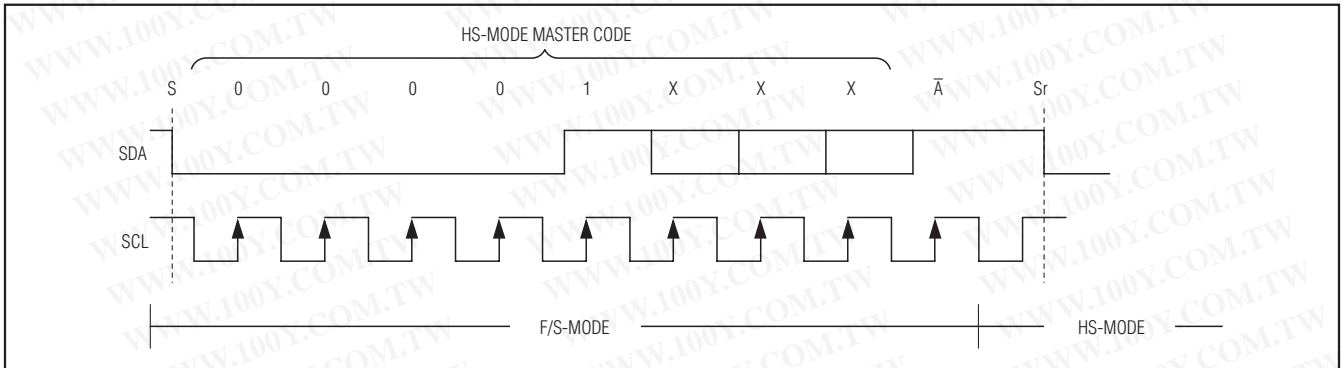 HS-MODE MASTER CODE
S 0 0 0 0 1 X X X A̅ Sr
SDA
SCL
F/S-MODE HS-MODE
WWW.100Y.COM.TW